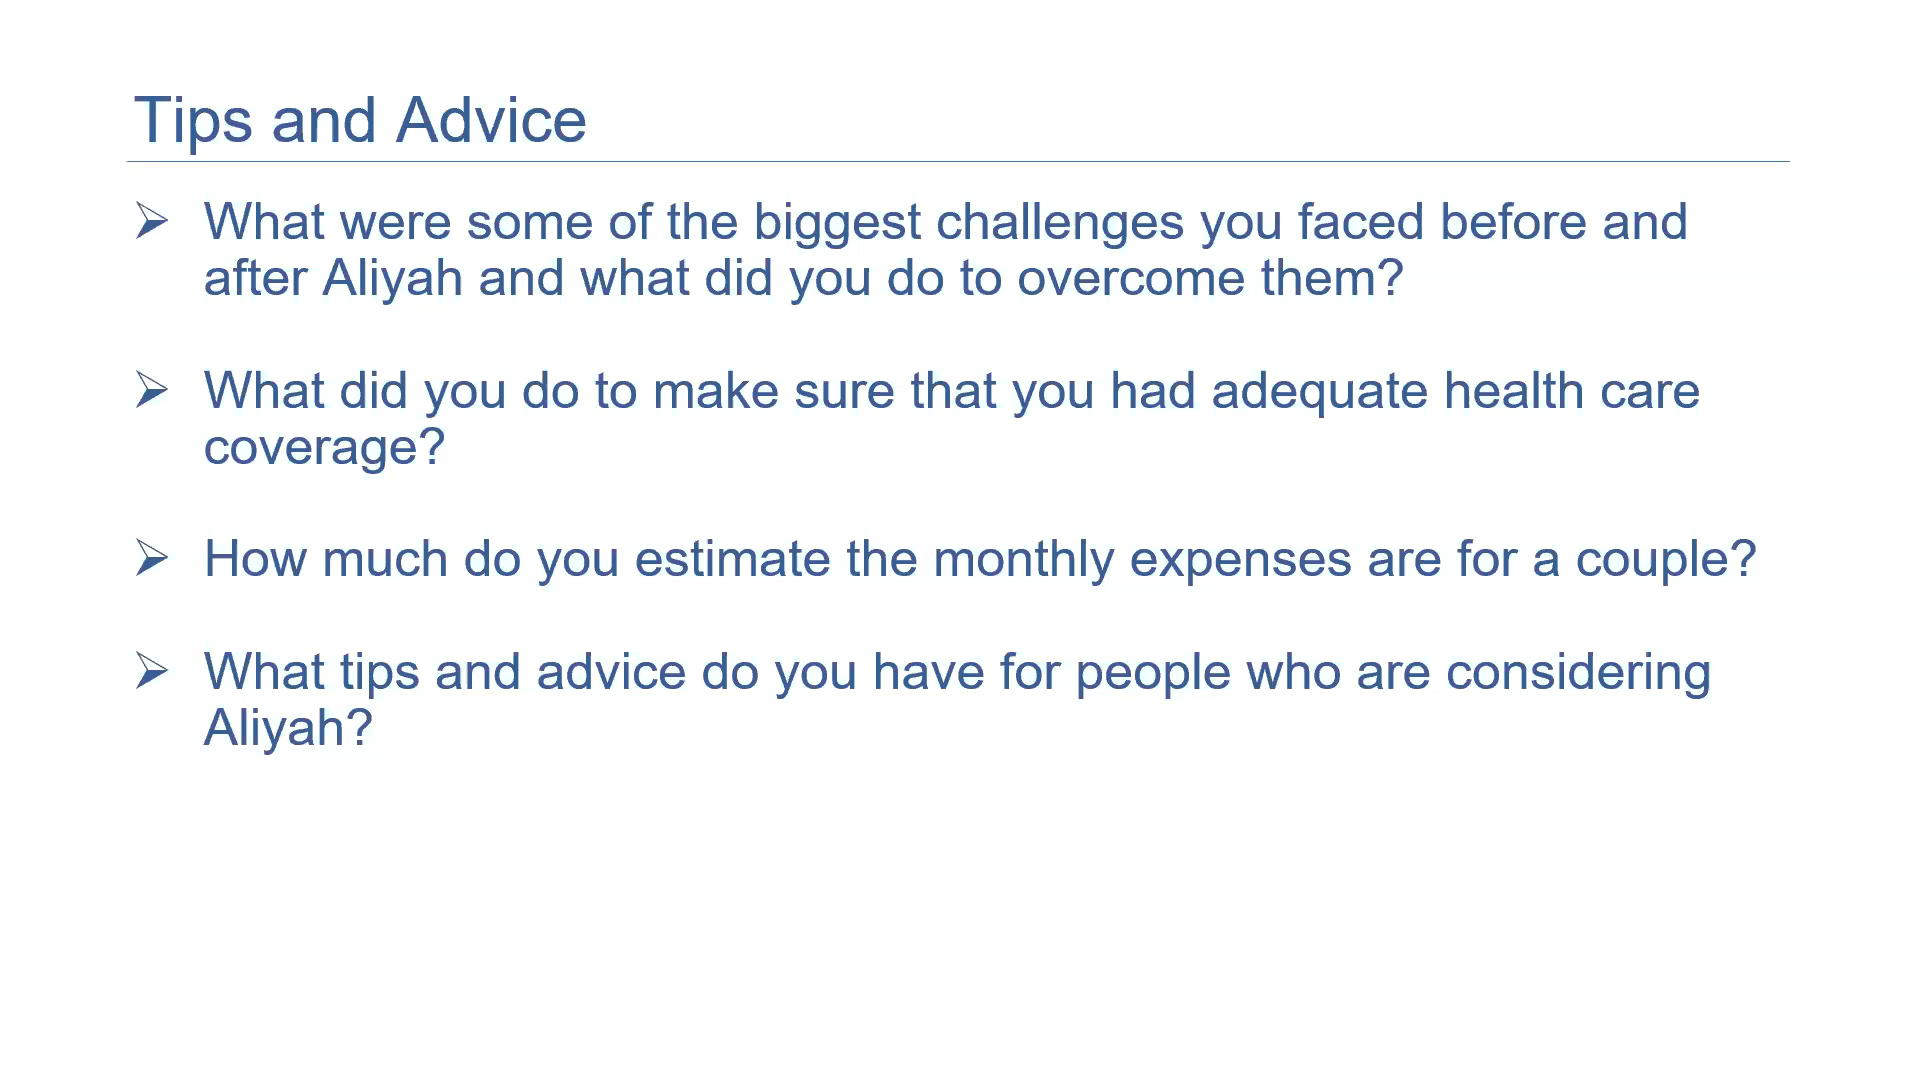 Tips and Advice
➢ What were some of the biggest challenges you faced before and
after Aliyah and what did you do to overcome them?
➢ What did you do to make sure that you had adequate health care
coverage?
➢ How much do you estimate the monthly expenses are for a couple?
➢ What tips and advice do you have for people who are considering
Aliyah?